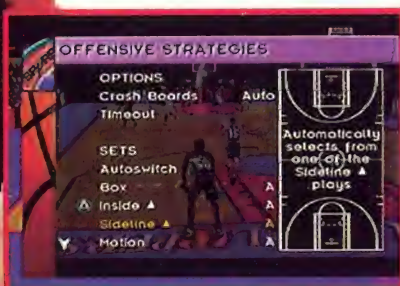 OFFENSIVE STRATEGIES
OPTIONS
Crash Boards Auto
Timeout
SETS
Autoswitch
Box A
A Inside ▲ A
Sideline ▲ A
Motion A
Automatically
selects from
one of the
Sideline ▲
plays